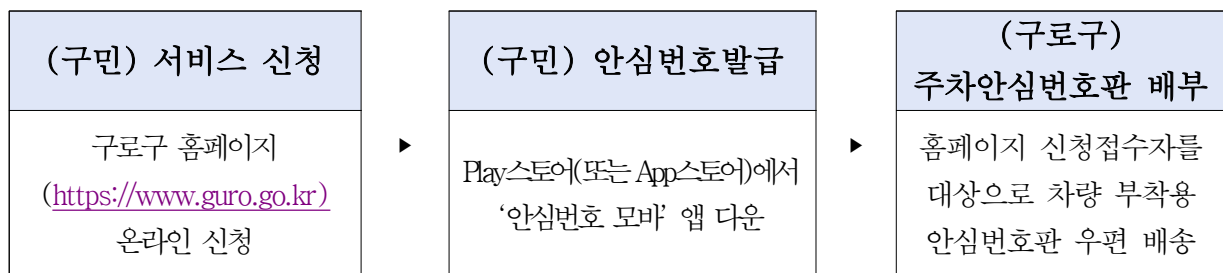 (구민) 서비스 신청
구로구 홈페이지
(https://www.guro.go.kr)
온라인 신청
▶
(구민) 안심번호발급
Play스토어(또는 App스토어)에서
‘안심번호 모바’ 앱 다운
▶
(구로구)
주차안심번호판 배부
홈페이지 신청접수자를
대상으로 차량 부착용
안심번호판 우편 배송